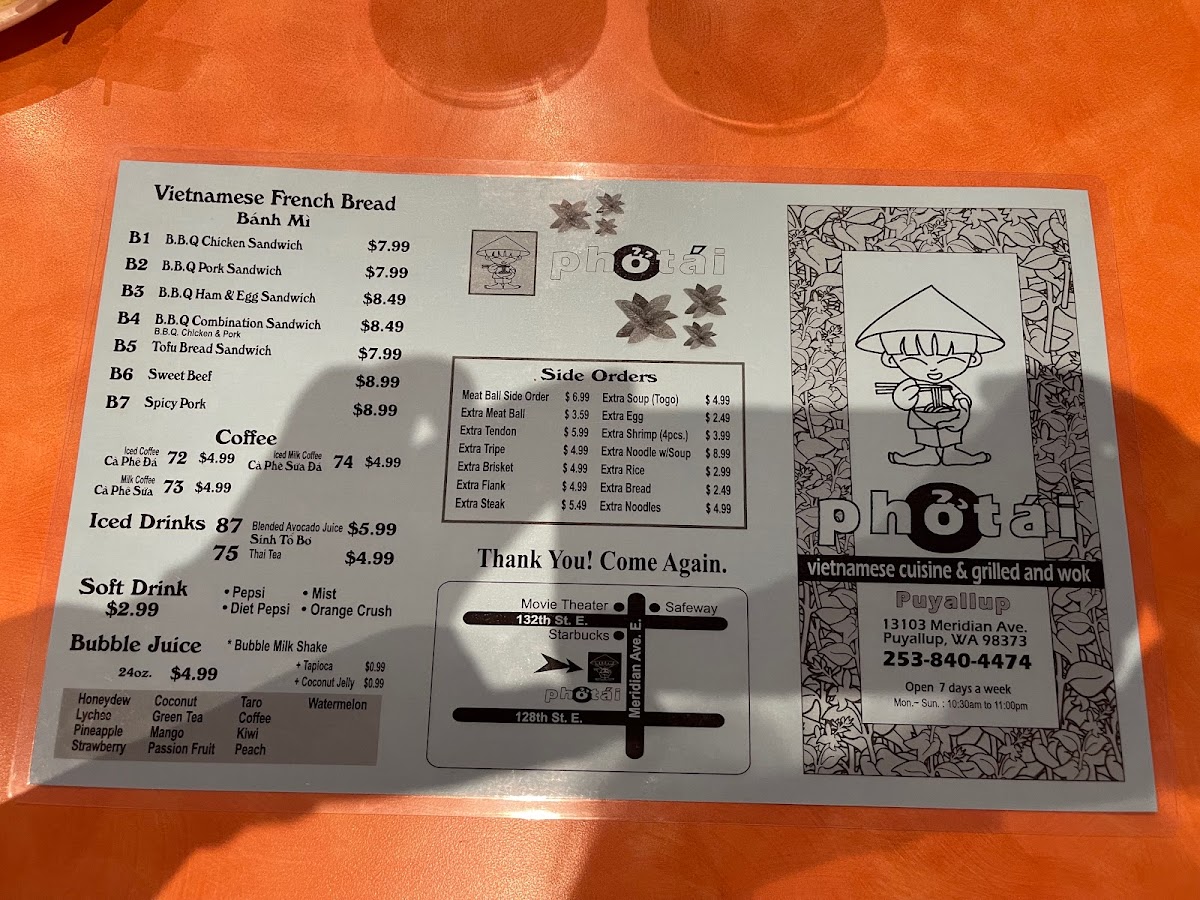 Vietnamese French Bread
Bánh Mì
B1 B.B.Q Chicken Sandwich $7.99
B2 B.B.Q Pork Sandwich $7.99
B3 B.B.Q Ham & Egg Sandwich $8.49
B4 B.B.Q Combination Sandwich $8.49
B.B.Q. Chicken & Pork
B5 Tofu Bread Sandwich $7.99
B6 Sweet Beef $8.99
B7 Spicy Pork $8.99
Coffee
Iced Coffee
Cà Phê Đá 72 $4.99
Iced Milk Coffee
Cà Phê Sữa Đá 74 $4.99
Milk Coffee
Cà Phê Sữa 73 $4.99
Iced Drinks 87 Blended Avocado Juice $5.99
Sinh Tố Bơ
75 Thai Tea $4.99
Soft Drink
$2.99
• Pepsi • Mist
• Diet Pepsi • Orange Crush
Bubble Juice * Bubble Milk Shake
24oz. $4.99
+ Tapioca $0.99
+ Coconut Jelly $0.99
Honeydew Coconut Taro Watermelon
Lychee Green Tea Coffee
Pineapple Mango Kiwi
Strawberry Passion Fruit Peach
phở tái
Side Orders
Meat Ball Side Order $ 6.99 Extra Soup (Togo) $ 4.99
Extra Meat Ball $ 3.59 Extra Egg $ 2.49
Extra Tendon $ 5.99 Extra Shrimp (4pcs.) $ 3.99
Extra Tripe $ 4.99 Extra Noodle w/Soup $ 8.99
Extra Brisket $ 4.99 Extra Rice $ 2.99
Extra Flank $ 4.99 Extra Bread $ 2.49
Extra Steak $ 5.49 Extra Noodles $ 4.99
Thank You! Come Again.
Movie Theater Safeway
132th St. E.
Starbucks
Meridian Ave. E.
phở tái
128th St. E.
phở tái
vietnamese cuisine & grilled and wok
Puyallup
13103 Meridian Ave.
Puyallup, WA 98373
253-840-4474
Open 7 days a week
Mon.– Sun. : 10:30am to 11:00pm